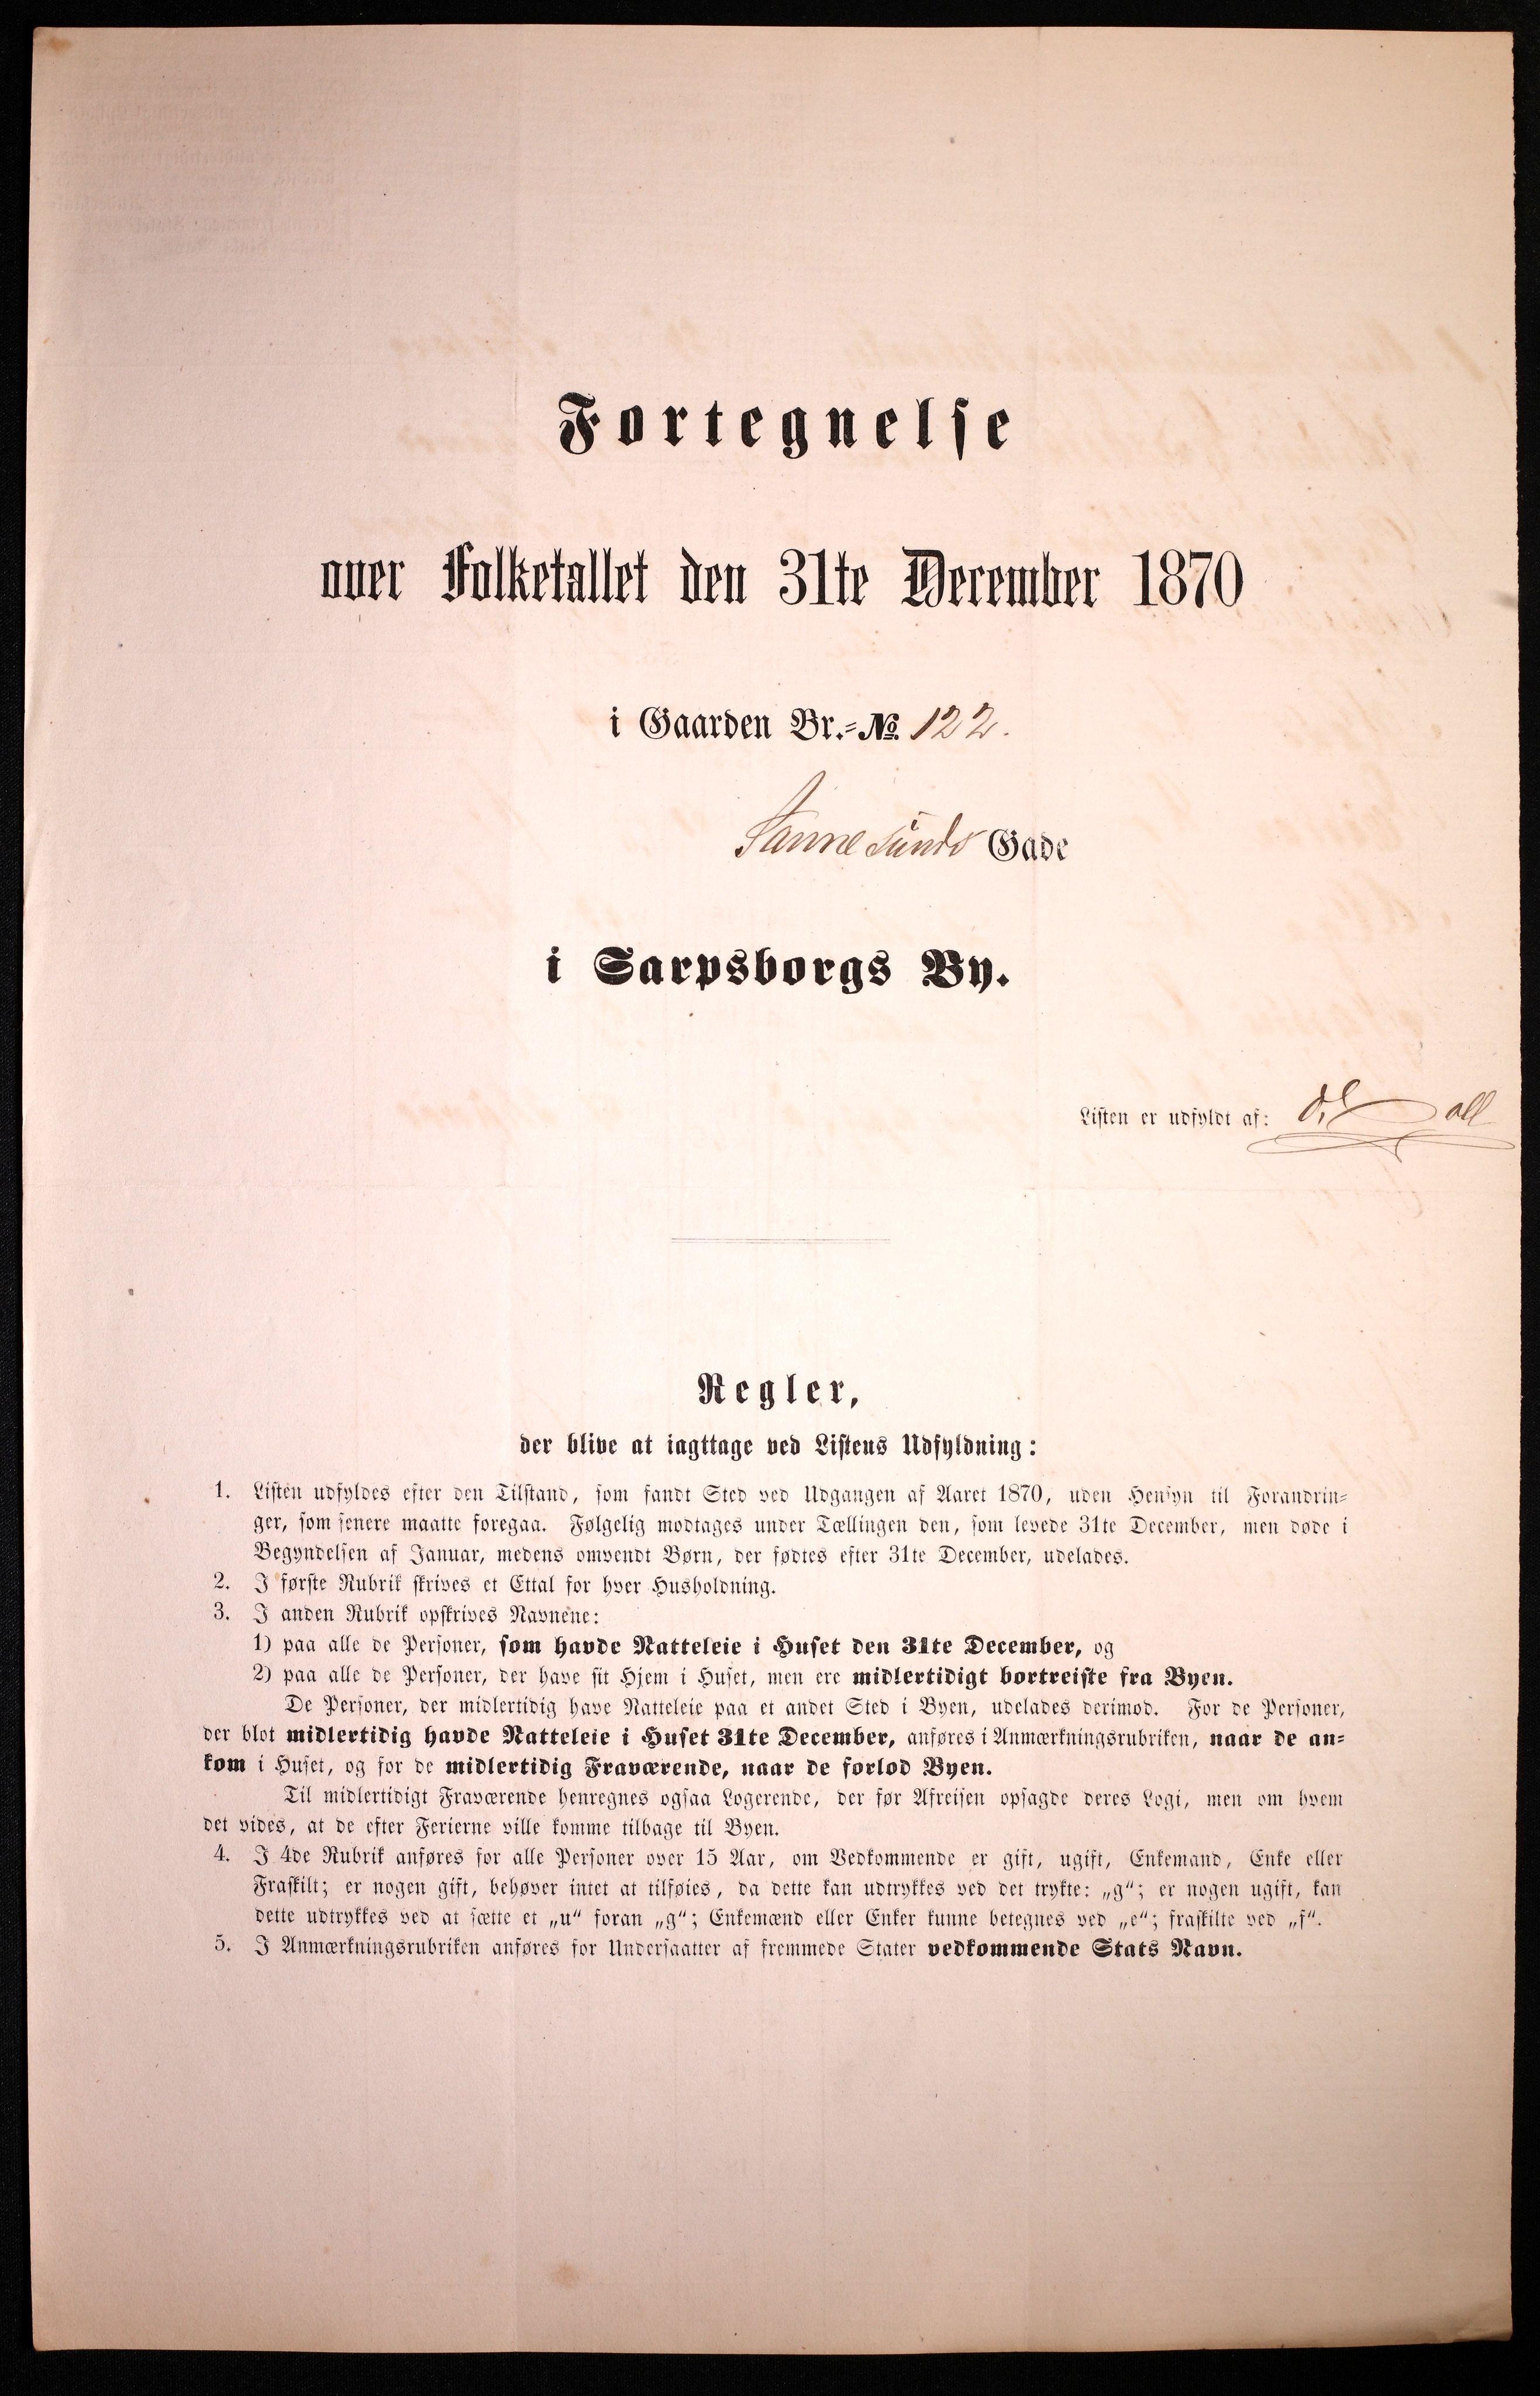 Fortegnelse
over Folketallet den 31te December 1870
i Gaarden Br.-No. 122.
Sannesunds Gade
i Sarpsborgs By.
Listen er udfyldt af:
Regler,
der blive at iagttage ved Listens Udfyldning:
1. Listen udfyldes efter den Tilstand, som fandt Sted ved Udgangen af Aaret 1870, uden Hensyn til Forandrin-
ger, som senere maatte foregaa. Følgelig modtages under Tællingen den, som levede 31te December, men døde i
Begyndelsen af Januar, medens omvendt Børn, der fødtes efter 31te December, udelades.
2. I første Rubrik skrives et Ettal for hver Husholdning.
3. I anden Rubrik opskrives Navnene:
1) paa alle de Personer, som havde Natteleie i Huset den 31te December, og
2) paa alle de Personer, der have sit Hjem i Huset, men ere midlertidigt bortreiste fra Byen.
De Personer, der midlertidig have Natteleie paa et andet Sted i Byen, udelades derimod. For de Personer,
der blot midlertidig havde Natteleie i Huset 31te December, anføres i Anmærkningsrubriken, naar de an-
kom i Huset, og for de midlertidig Fraværende, naar de forlod Byen.
Til midlertidigt Fraværende henregnes ogsaa Logerende, der før Afreisen opsagde deres Logi, men om hvem
det vides, at de efter Ferierne ville komme tilbage til Byen.
4. I 4de Rubrik anføres for alle Personer over 15 Aar, om Vedkommende er gift, ugift, Enkemand, Enke eller
Fraskilt; er nogen gift, behøver intet at tilføies, da dette kan udtrykkes ved det trykte: „g“; er nogen ugift, kan
dette udtrykkes ved at sætte et „u“ foran „g“; Enkemænd eller Enker kunne betegnes ved „e“; fraskilte ved „f“.
5. I Anmærkningsrubriken anføres for Undersaatter af fremmede Stater vedkommende Stats Navn.